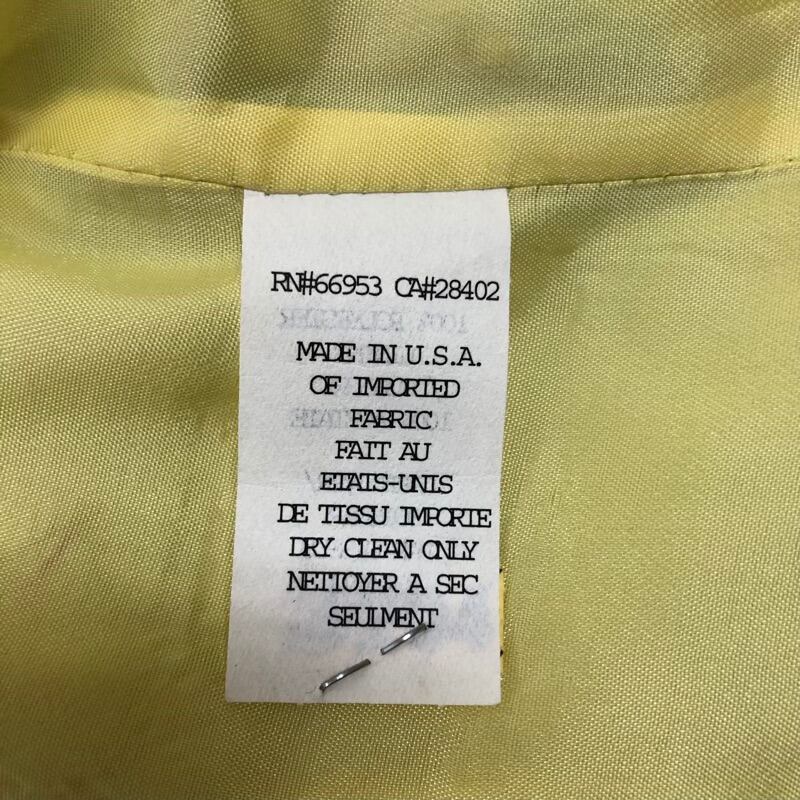 RN#66953 CA#28402
MADE IN U.S.A.
OF IMPORTED
FABRIC
FAIT AU
ETATS-UNIS
DE TISSU IMPORTE
DRY CLEAN ONLY
NETTOYER A SEC
SEULMENT